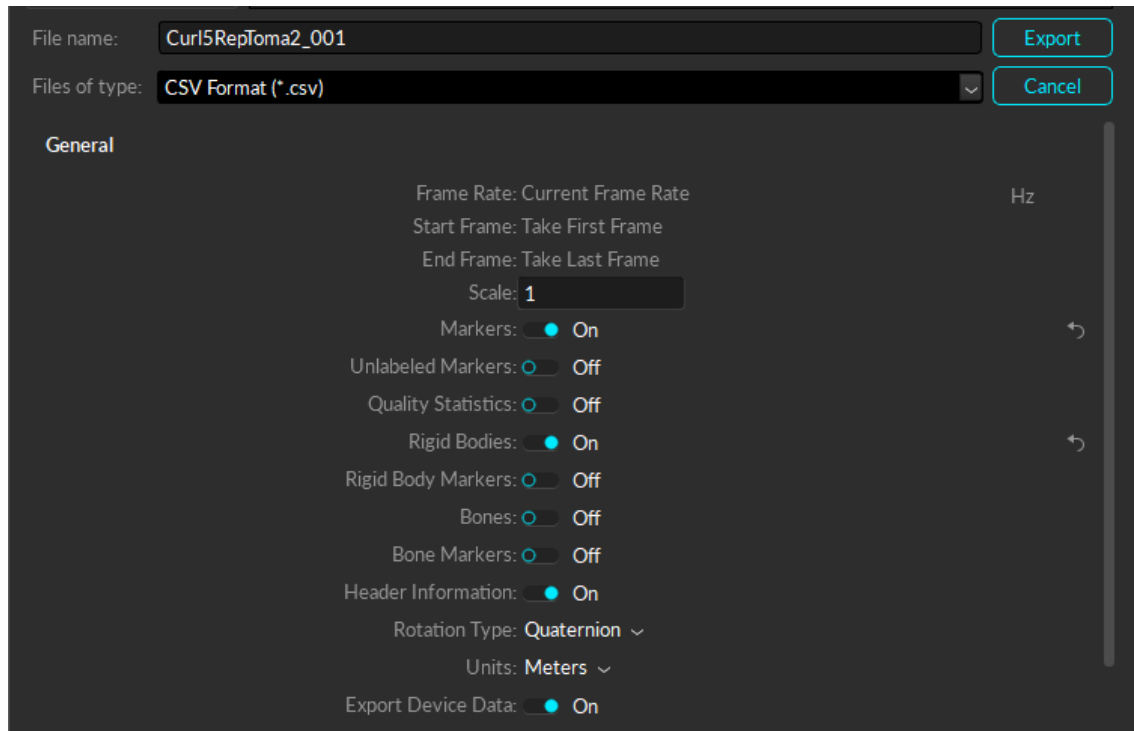 File name: Curl5RepToma2_001 Export
Files of type: CSV Format (*.csv) Cancel
General
Frame Rate: Current Frame Rate Hz
Start Frame: Take First Frame
End Frame: Take Last Frame
Scale: 1
Markers: On
Unlabeled Markers: Off
Quality Statistics: Off
Rigid Bodies: On
Rigid Body Markers: Off
Bones: Off
Bone Markers: Off
Header Information: On
Rotation Type: Quaternion
Units: Meters
Export Device Data: On